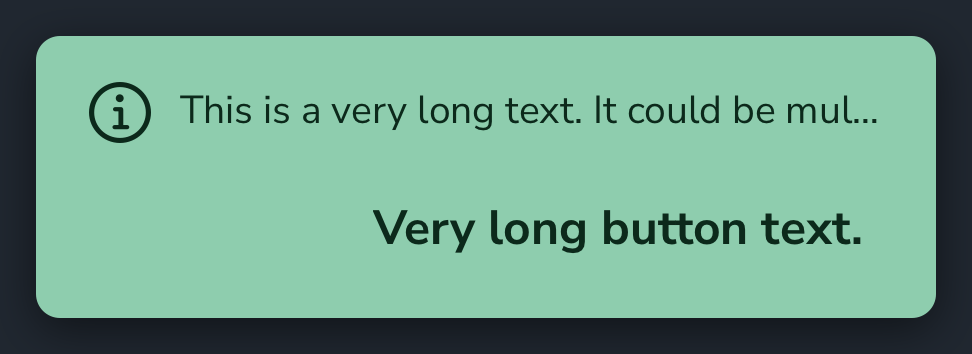 This is a very long text. It could be mul...
Very long button text.